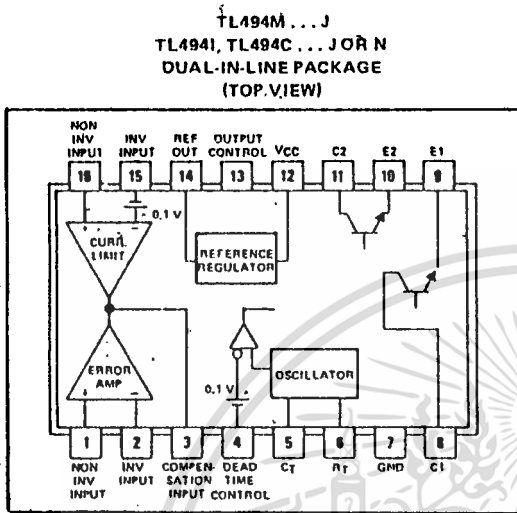 TL494M...J
TL494I, TL494C...J OR N
DUAL-IN-LINE PACKAGE
(TOP VIEW)
NON INV INPUT
INV INPUT
REF OUT
OUTPUT CONTROL
VCC
C2
E2
E1
16
15
14
13
12
11
10
9
0.1 V
CURR. LIMIT
REFERENCE REGULATOR
ERROR AMP
0.1 V
OSCILLATOR
1
2
3
4
5
6
7
8
NON INV INPUT
INV INPUT
COMPEN-SATION INPUT
DEAD TIME CONTROL
CT
RT
GND
C1